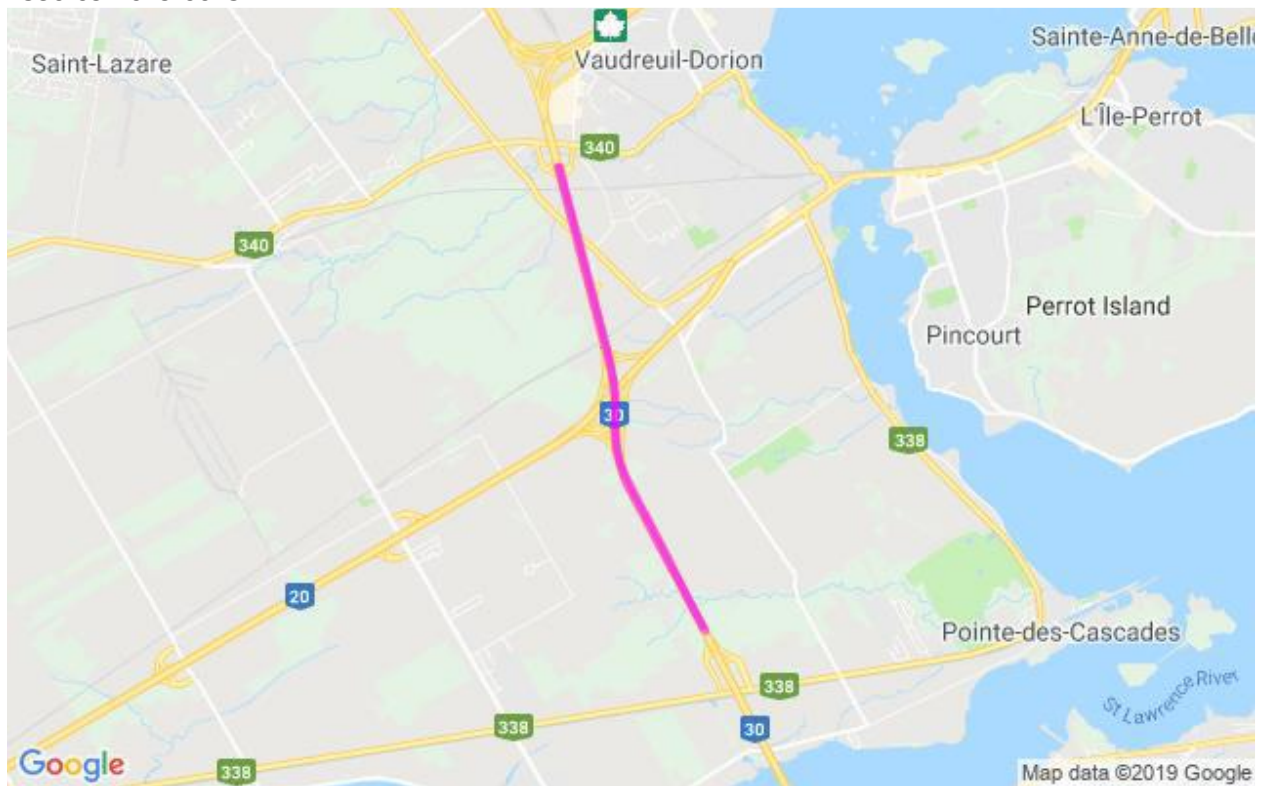 Saint-Lazare
Vaudreuil-Dorion
Sainte-Anne-de-Belle
L'Île-Perrot
340
340
Perrot Island
Pincourt
30
338
20
Pointe-des-Cascades
338
St Lawrence River
338
30
338
Google
Map data ©2019 Google